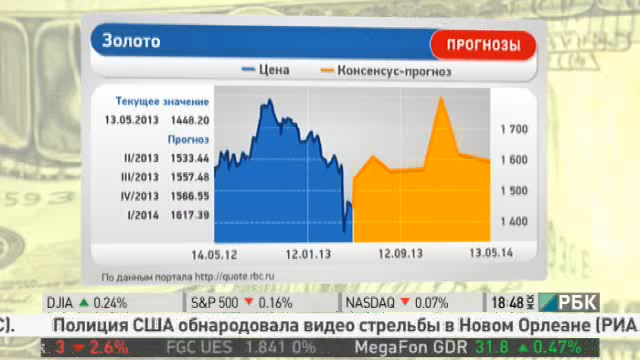 Золото
ПРОГНОЗЫ
Цена
Консенсус-прогноз
Текущее значение
13.05.2013 1448.20
Прогноз
II/2013 1533.44
III/2013 1557.48
IV/2013 1566.55
I/2014 1617.39
1 700
1 600
1 500
1 400
14.05.12 12.01.13 12.09.13 13.05.14
По данным портала http://quote.rbc.ru/
DJIA ▲ 0.24% S&P 500 ▼ 0.16% NASDAQ ▼ 0.07% 18:48 МСК РБК
С). Полиция США обнародовала видео стрельбы в Новом Орлеане (РИА
3 ▼ 2.6% FGC UES 1.841 0% MegaFon GDR 31.8 ▲ 0.47%